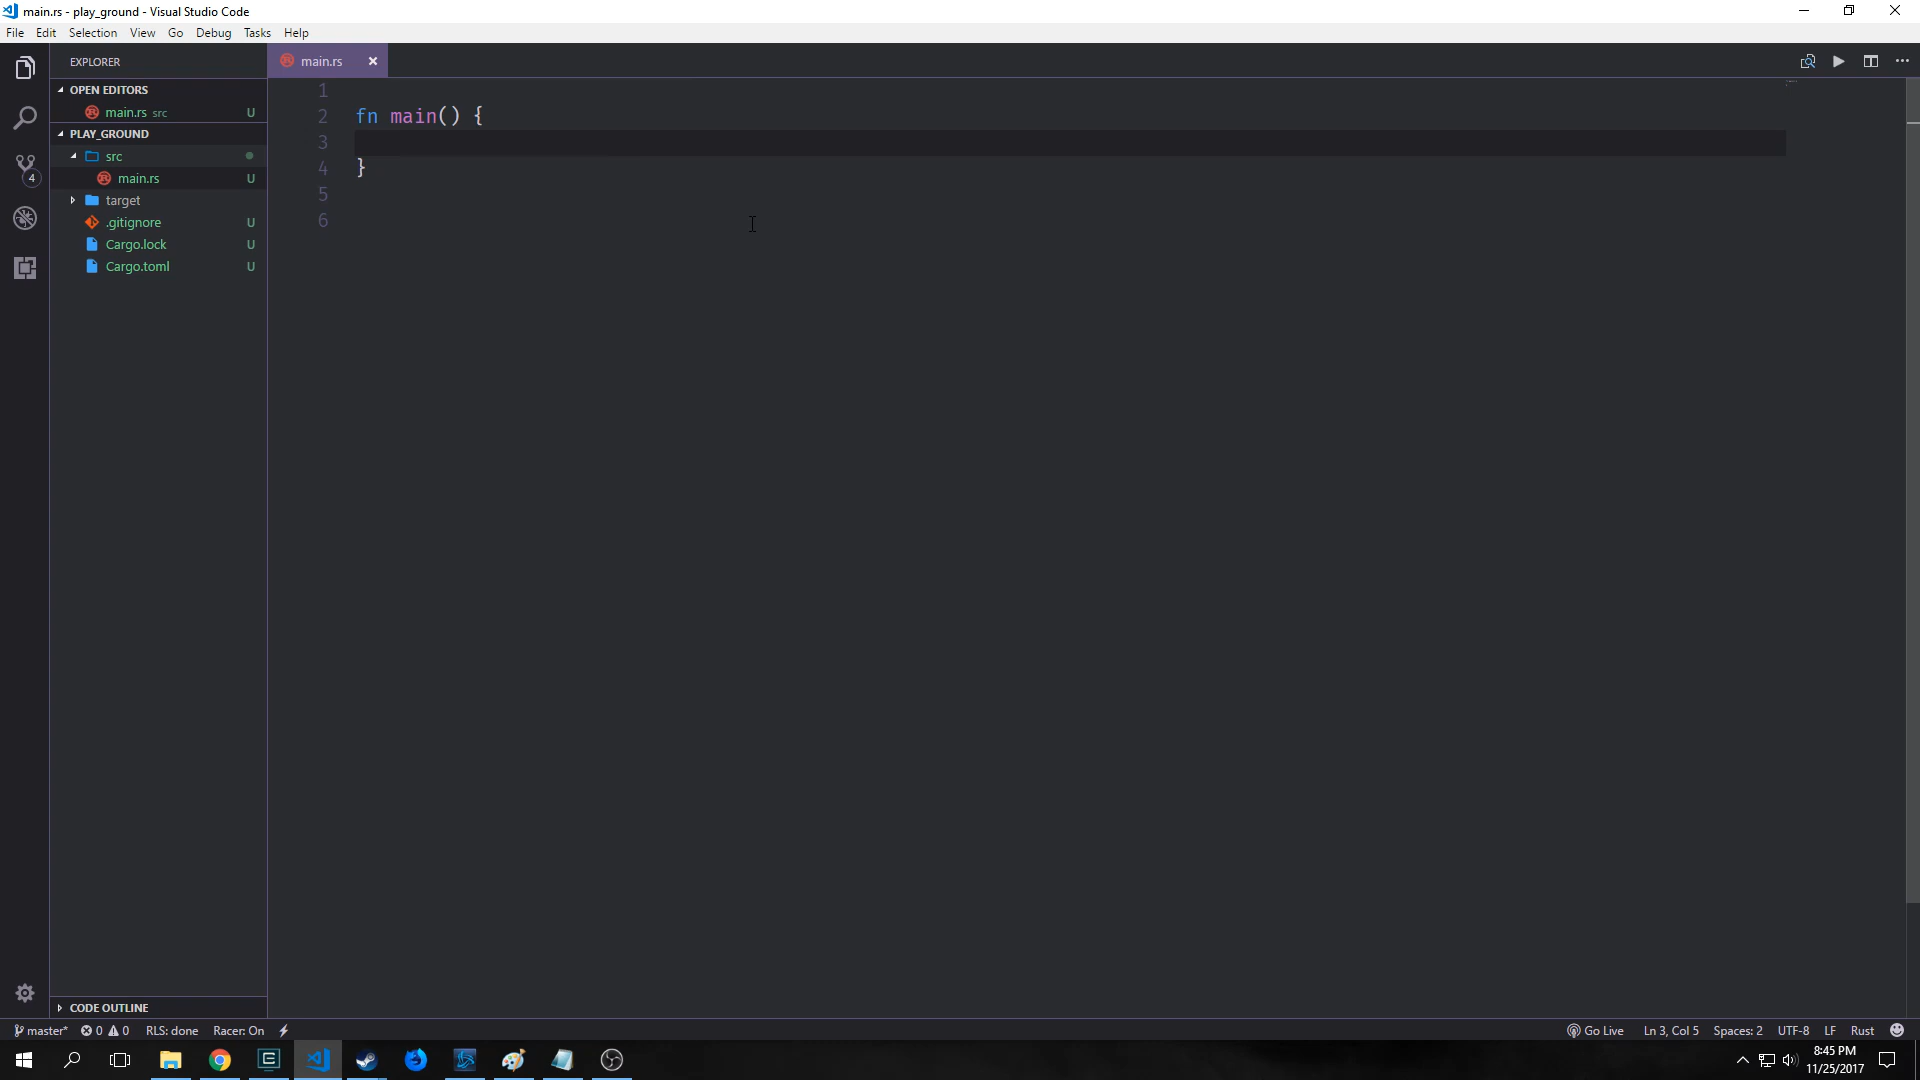 main.rs - play_ground - Visual Studio Code
File Edit Selection View Go Debug Tasks Help
EXPLORER
OPEN EDITORS
main.rs src U
PLAY_GROUND
src
main.rs U
target
.gitignore U
Cargo.lock U
Cargo.toml U
CODE OUTLINE
4
main.rs
1
2 fn main() {
3
4 }
5
6
master* 0 0 RLS: done Racer: On Go Live Ln 3, Col 5 Spaces: 2 UTF-8 LF Rust
8:45 PM
11/25/2017